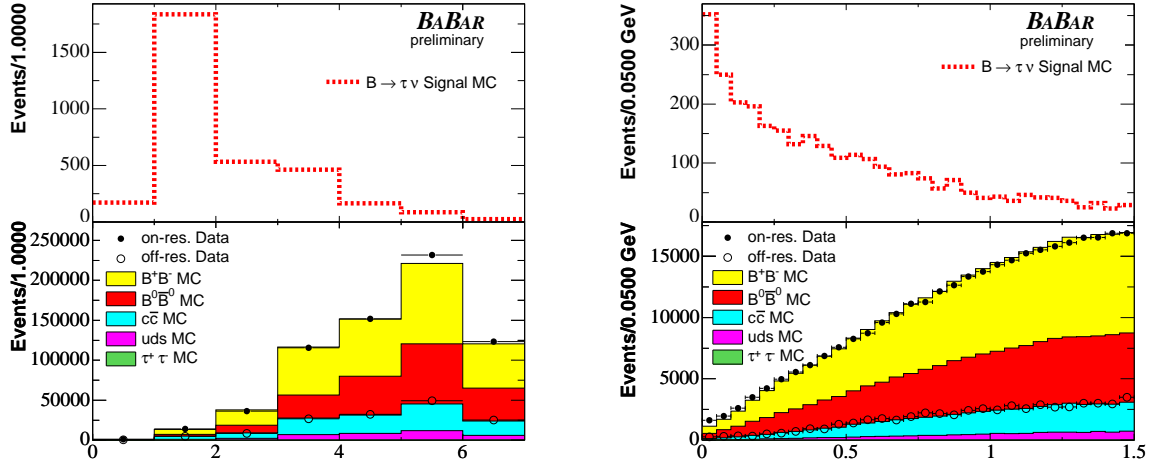 Events/1.0000
1500
1000
500
0
BABAR
preliminary
B → τ ν Signal MC
Events/1.0000
250000
200000
150000
100000
50000
0
on-res. Data
off-res. Data
B⁺B⁻ MC
B⁰B̅⁰ MC
cc̅ MC
uds MC
τ⁺ τ MC
0 2 4 6
Events/0.0500 GeV
300
200
100
0
BABAR
preliminary
B → τ ν Signal MC
Events/0.0500 GeV
15000
10000
5000
0
on-res. Data
off-res. Data
B⁺B⁻ MC
B⁰B̅⁰ MC
cc̅ MC
uds MC
τ⁺ τ MC
0 0.5 1 1.5